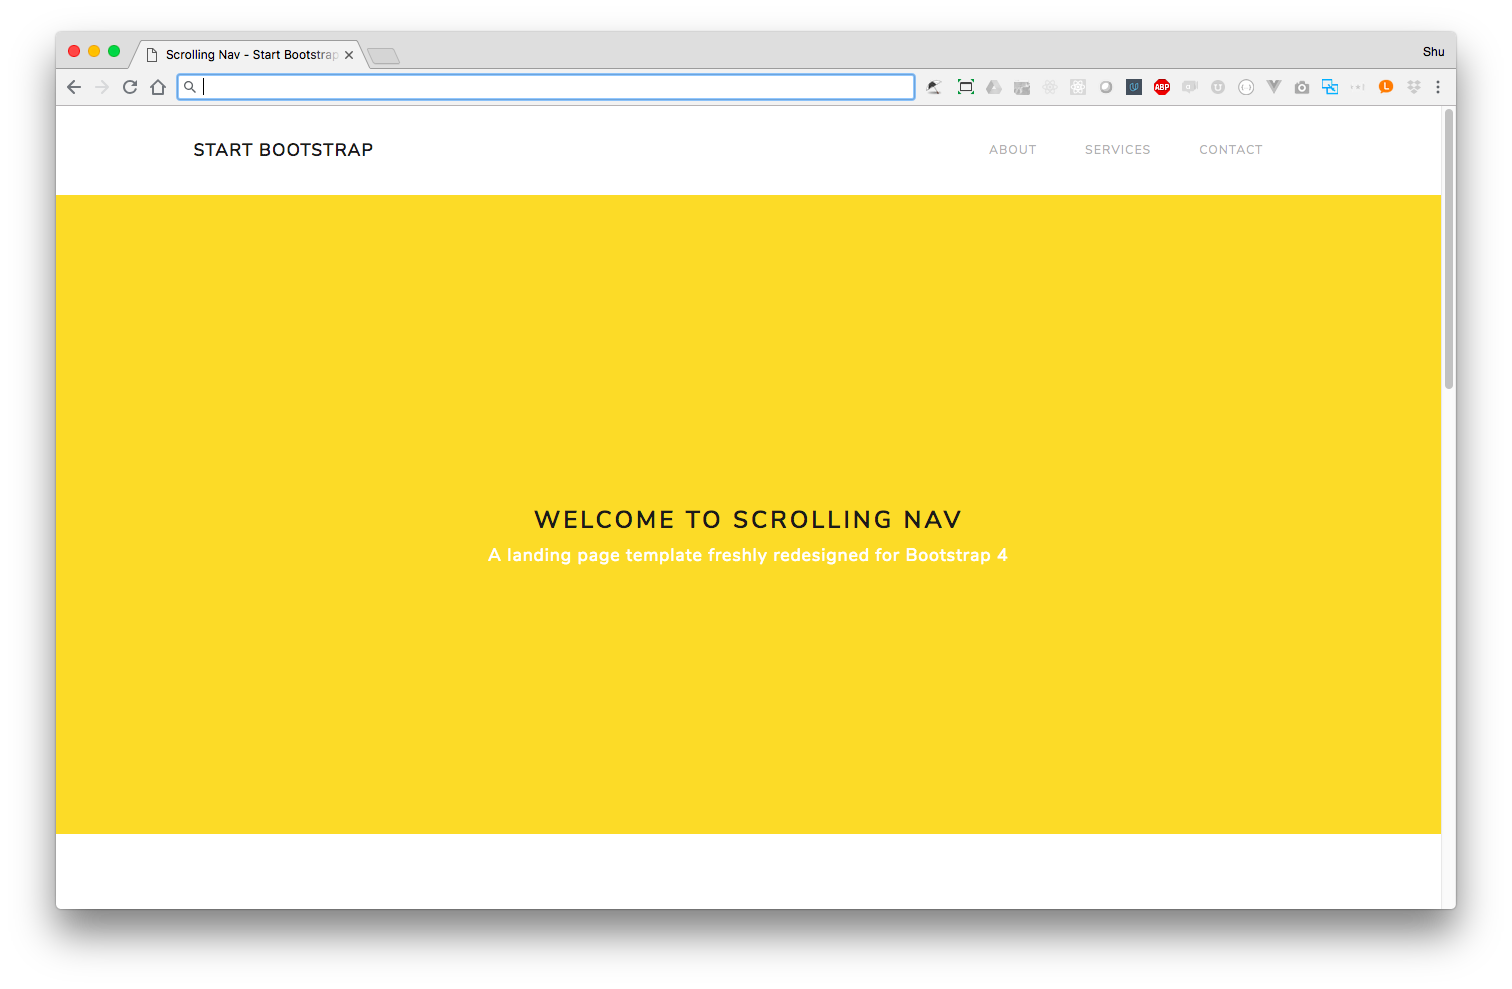 Scrolling Nav - Start Bootstrap
Shu
ABP
START BOOTSTRAP
ABOUT
SERVICES
CONTACT
WELCOME TO SCROLLING NAV
A landing page template freshly redesigned for Bootstrap 4